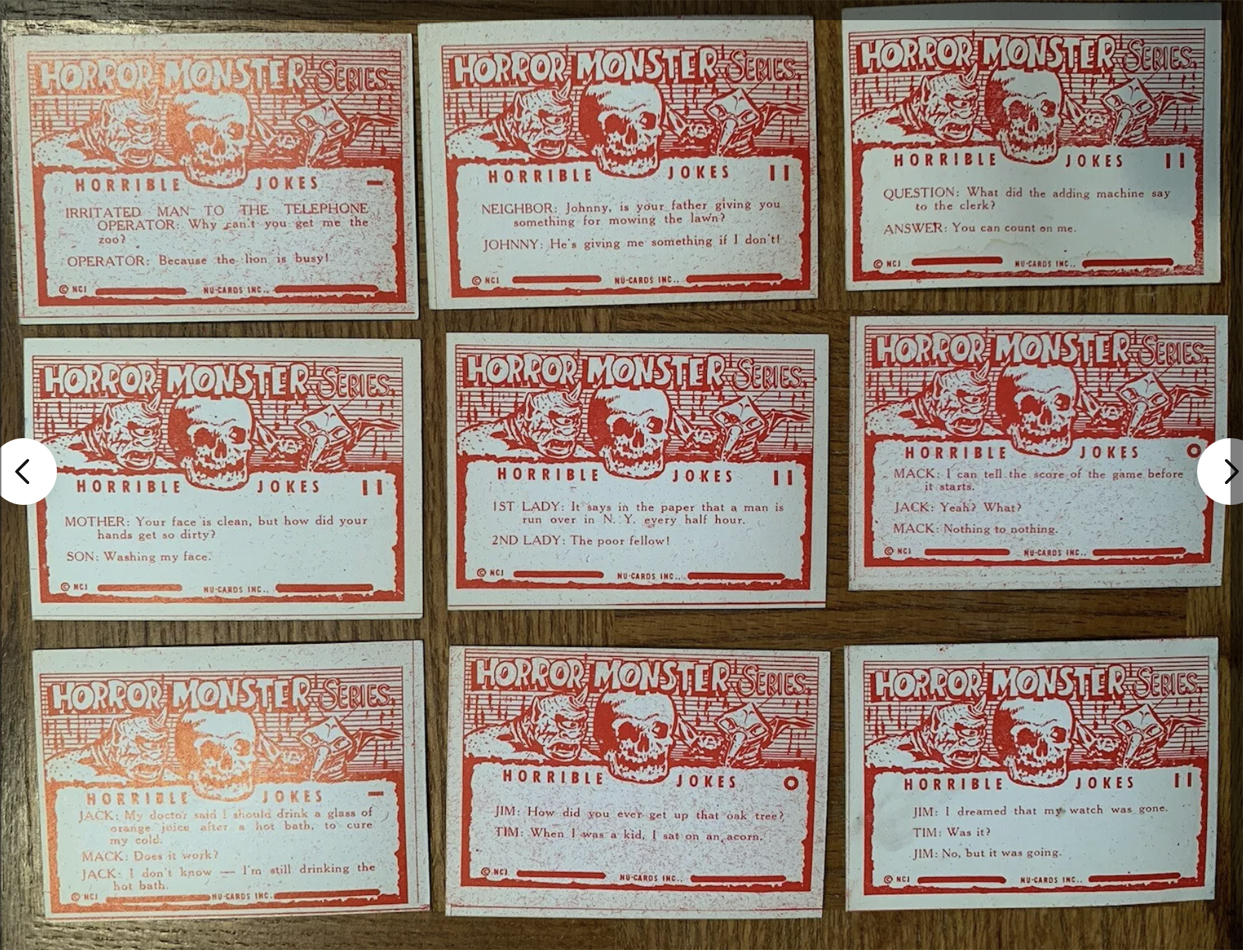 HORROR MONSTER SERIES
HORRIBLE JOKES –
IRRITATED MAN TO THE TELEPHONE
OPERATOR: Why can't you get me the
zoo?
OPERATOR: Because the lion is busy!
© NCI NU-CARDS INC.
HORROR MONSTER SERIES
HORRIBLE JOKES II
NEIGHBOR: Johnny, is your father giving you
something for mowing the lawn?
JOHNNY: He's giving me something if I don't!
© NCI NU-CARDS INC..
HORROR MONSTER SERIES
HORRIBLE JOKES II
QUESTION: What did the adding machine say
to the clerk?
ANSWER: You can count on me.
© NCI NU-CARDS INC..
HORROR MONSTER SERIES
HORRIBLE JOKES II
MOTHER: Your face is clean, but how did your
hands get so dirty?
SON: Washing my face.
© NCI NU-CARDS INC..
HORROR MONSTER SERIES
HORRIBLE JOKES II
1ST LADY: It says in the paper that a man is
run over in N. Y. every half hour.
2ND LADY: The poor fellow!
© NCI NU-CARDS INC..
HORROR MONSTER SERIES
HORRIBLE JOKES O
MACK: I can tell the score of the game before
it starts.
JACK: Yeah? What?
MACK: Nothing to nothing.
© NCI NU-CARDS INC..
HORROR MONSTER SERIES
HORRIBLE JOKES –
JACK: My doctor said I should drink a glass of
orange juice after a hot bath, to cure
my cold.
MACK: Does it work?
JACK: I don't know — I'm still drinking the
hot bath.
© NCI NU-CARDS INC.
HORROR MONSTER SERIES
HORRIBLE JOKES O
JIM: How did you ever get up that oak tree?
TIM: When I was a kid, I sat on an acorn.
© NCI NU-CARDS INC..
HORROR MONSTER SERIES
HORRIBLE JOKES II
JIM: I dreamed that my watch was gone.
TIM: Was it?
JIM: No, but it was going.
© NCI NU-CARDS INC..